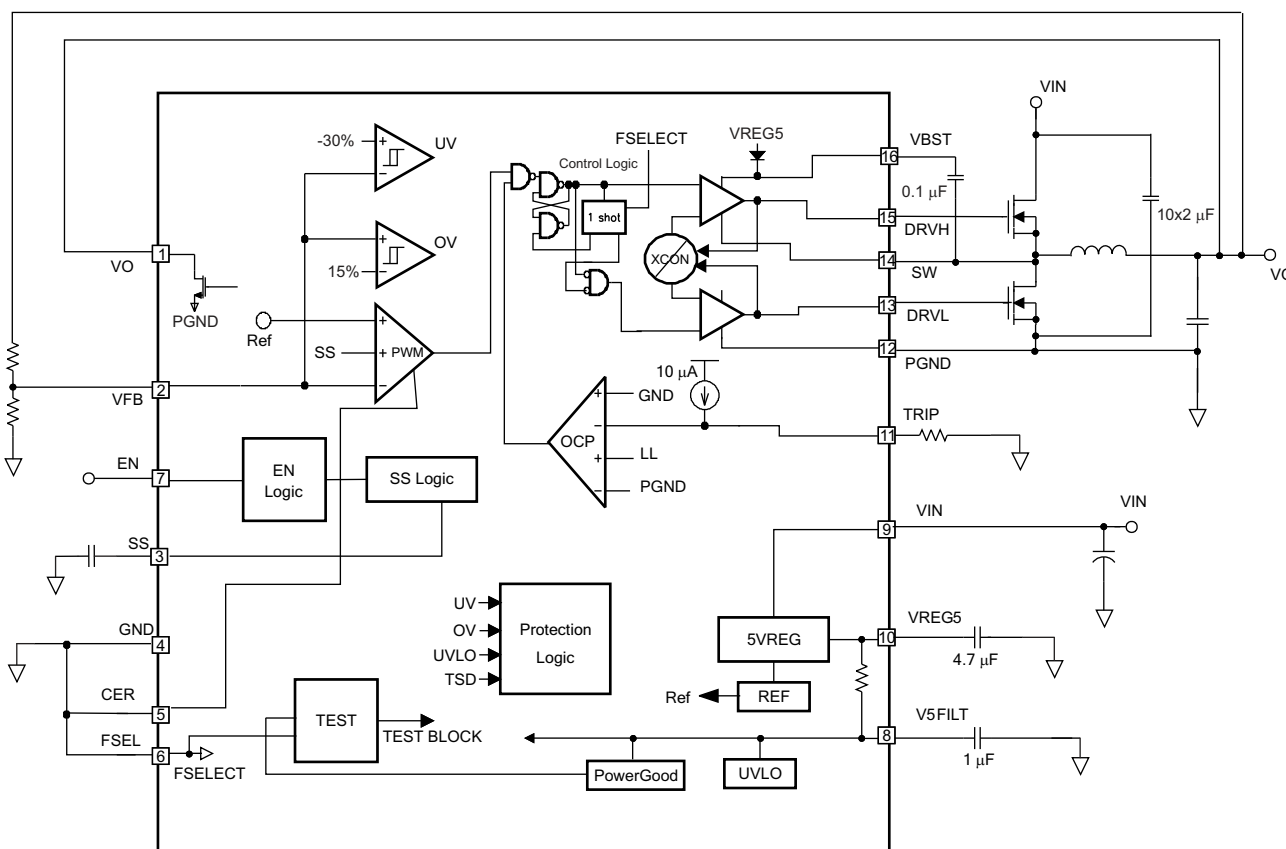 VIN
-30%
UV
FSELECT
VREG5
VBST
Control Logic
16
0.1 μF
1 shot
10x2 μF
15
DRVH
OV
15%
XCON
14
SW
1
VO
VO
PGND
13
DRVL
Ref
SS
PWM
12
PGND
10 μA
2
VFB
GND
TRIP
11
OCP
LL
EN
7
EN
Logic
SS Logic
PGND
VIN
VIN
9
SS
3
UV
OV
UVLO
TSD
Protection
Logic
GND
4
VREG5
5VREG
10
4.7 μF
Ref
REF
CER
5
TEST
TEST BLOCK
V5FILT
8
1 μF
FSEL
6
FSELECT
PowerGood
UVLO